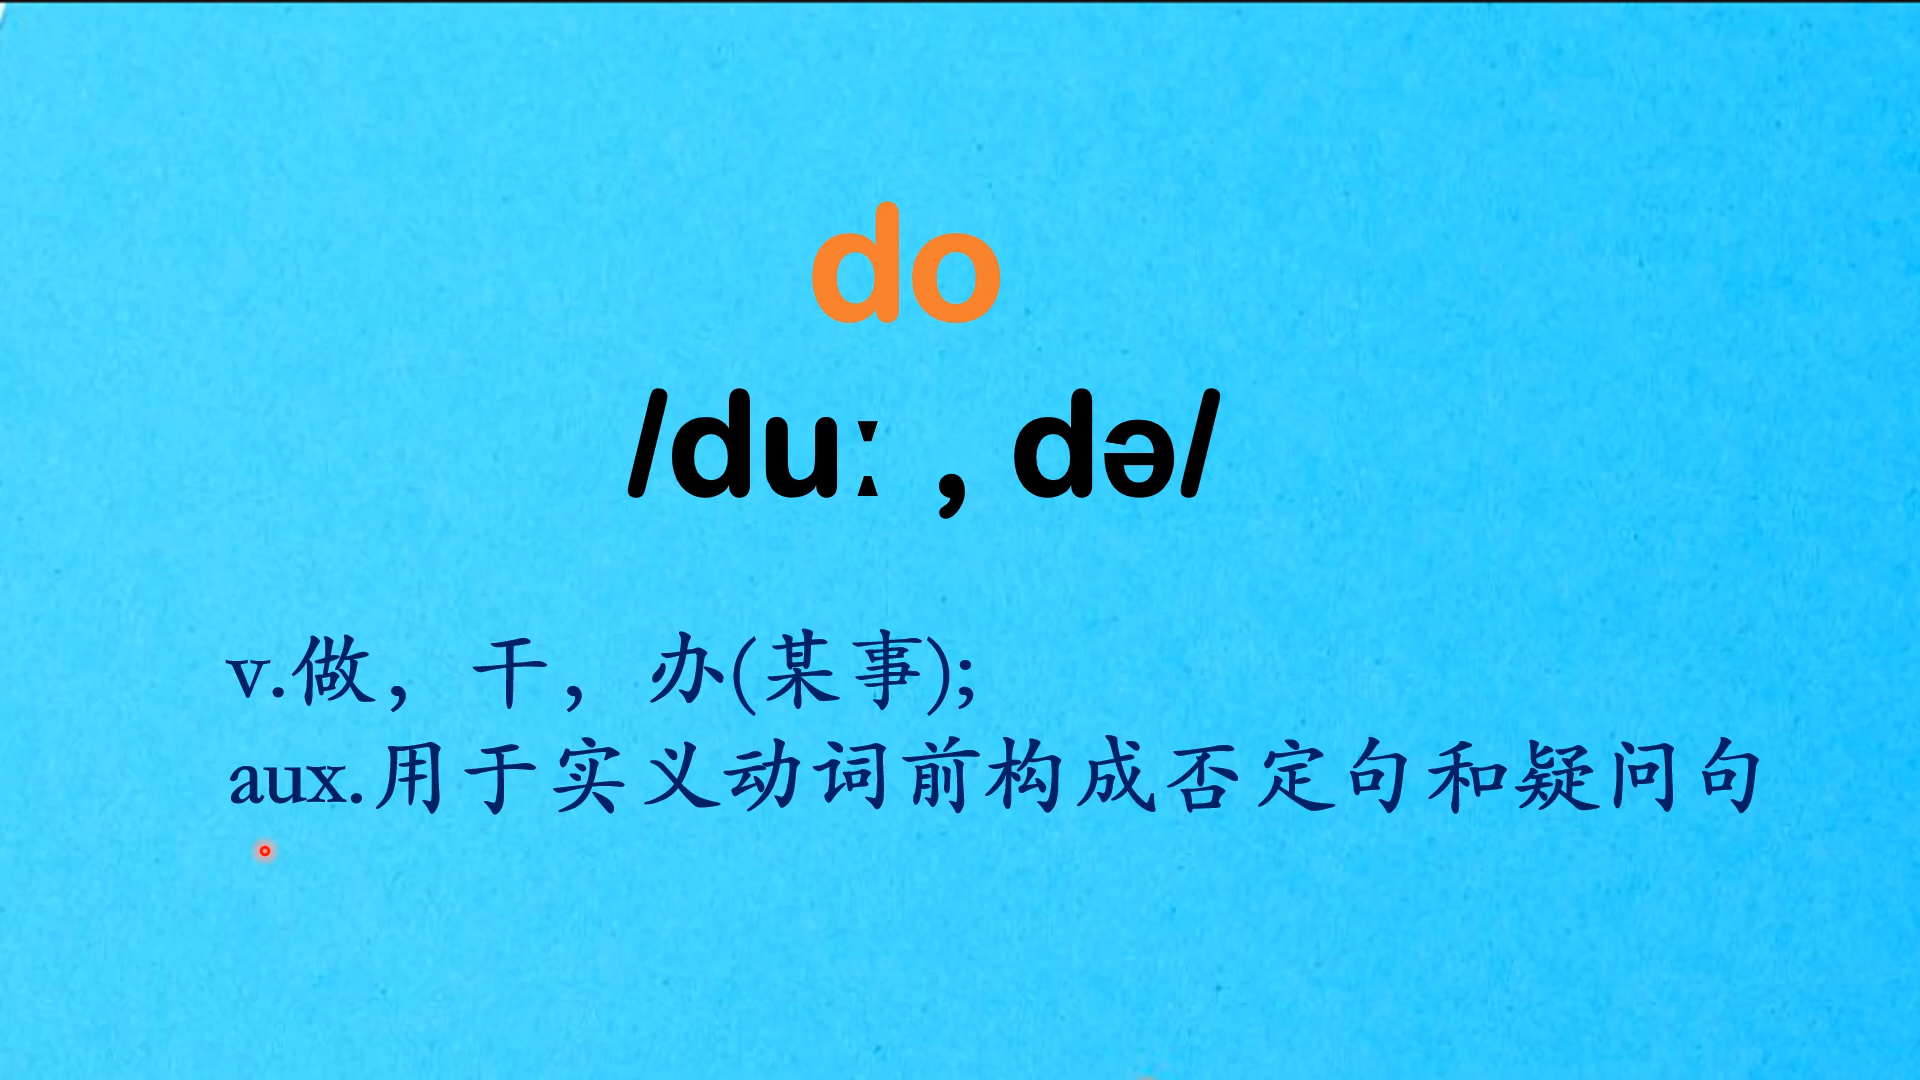 do
/duː , də/
v.做，干，办(某事);
aux.用于实义动词前构成否定句和疑问句